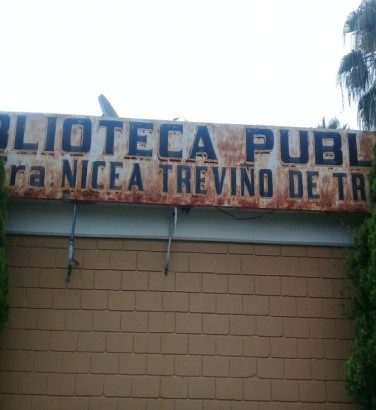 BLIOTECA PUBL
ra. NICEA TREVIÑO DE TR